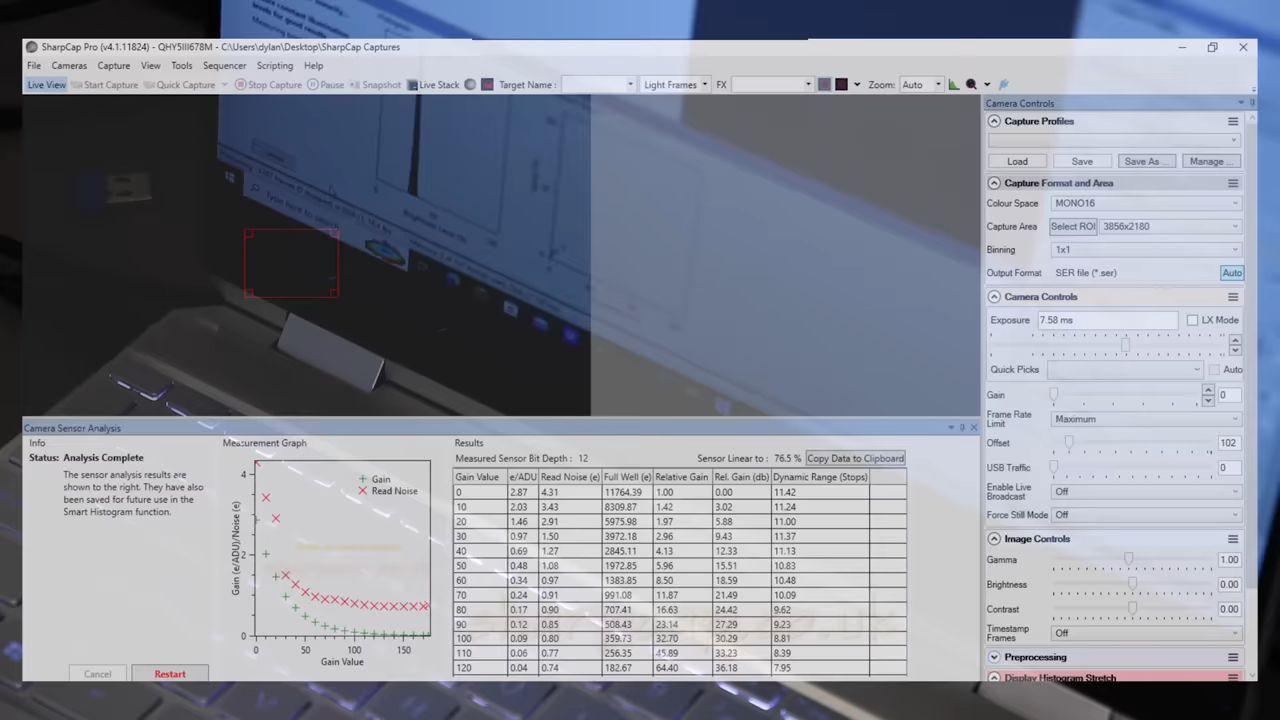 SharpCap Pro (v4.1.11824) - QHY5III678M - C:\Users\dylan\Desktop\SharpCap Captures
File Cameras Capture View Tools Sequencer Scripting Help
Live View Start Capture Quick Capture Stop Capture Pause Snapshot Live Stack Target Name : Light Frames FX Zoom: Auto
Camera Controls
Capture Profiles
Load Save Save As ... Manage ...
Capture Format and Area
Colour Space MONO16
Capture Area Select ROI 3856x2180
Binning 1x1
Output Format SER file (*.ser) Auto
Camera Controls
Exposure 7.58 ms LX Mode
Quick Picks Auto
Gain 0
Frame Rate Limit Maximum
Offset 102
USB Traffic 0
Enable Live Broadcast Off
Force Still Mode Off
Image Controls
Gamma 1.00
Brightness 0.00
Contrast 0.00
Timestamp Frames Off
Preprocessing
Display Histogram Stretch
Type here to search
Camera Sensor Analysis
Info
Status: Analysis Complete
The sensor analysis results are
shown to the right. They have also
been saved for future use in the
Smart Histogram function.
Cancel Restart
Measurement Graph
Gain
Read Noise
Gain (e/ADU)/Noise (e)
4
2
0
0 50 100 150
Gain Value
Results
Measured Sensor Bit Depth : 12 Sensor Linear to : 76.5 % Copy Data to Clipboard
Gain Value e/ADU Read Noise (e) Full Well (e) Relative Gain Rel. Gain (db) Dynamic Range (Stops)
0 2.87 4.31 11764.39 1.00 0.00 11.42
10 2.03 3.43 8309.87 1.42 3.02 11.24
20 1.46 2.91 5975.98 1.97 5.88 11.00
30 0.97 1.50 3972.18 2.96 9.43 11.37
40 0.69 1.27 2845.11 4.13 12.33 11.13
50 0.48 1.08 1972.85 5.96 15.51 10.83
60 0.34 0.97 1383.85 8.50 18.59 10.48
70 0.24 0.91 991.08 11.87 21.49 10.09
80 0.17 0.90 707.41 16.63 24.42 9.62
90 0.12 0.85 508.43 23.14 27.29 9.23
100 0.09 0.80 359.73 32.70 30.29 8.81
110 0.06 0.77 256.35 45.89 33.23 8.39
120 0.04 0.74 182.67 64.40 36.18 7.95